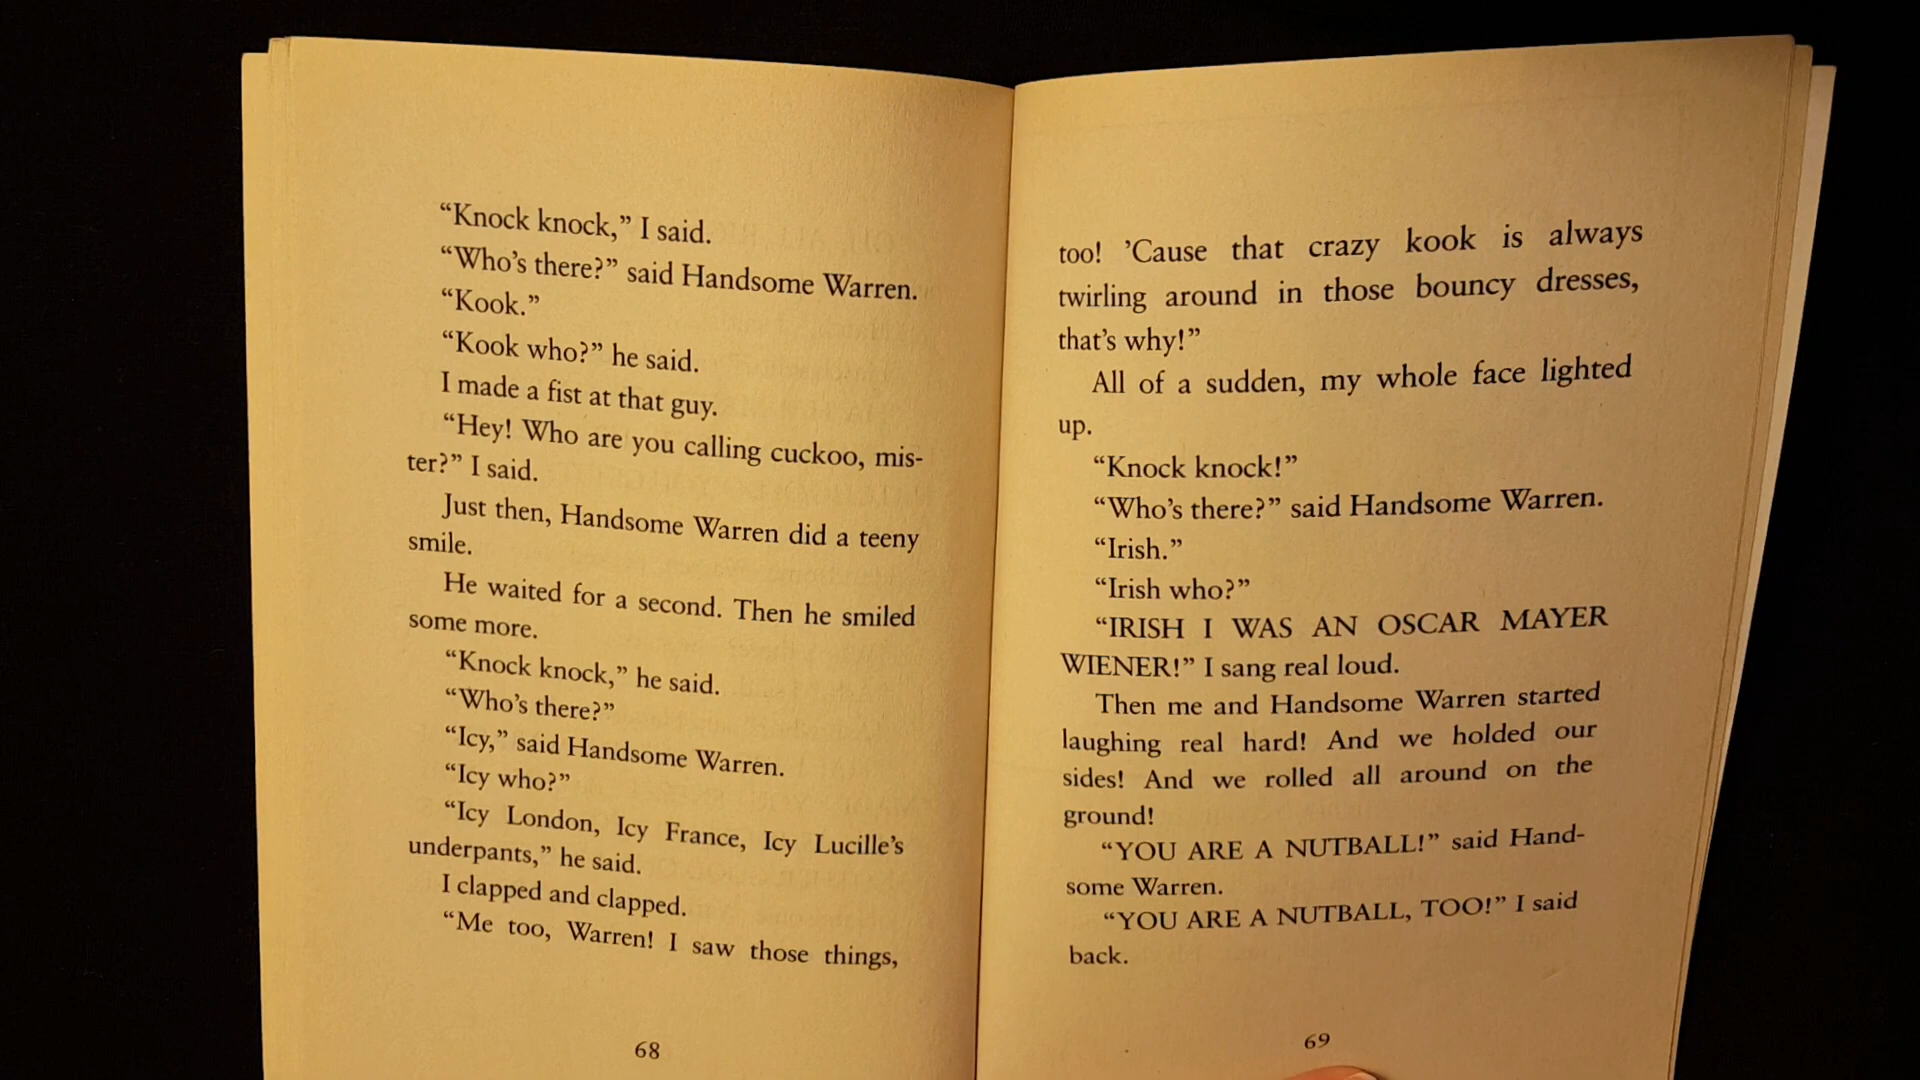 “Knock knock,” I said.
“Who’s there?” said Handsome Warren.
“Kook.”
“Kook who?” he said.
I made a fist at that guy.
“Hey! Who are you calling cuckoo, mis-
ter?” I said.
Just then, Handsome Warren did a teeny
smile.
He waited for a second. Then he smiled
some more.
“Knock knock,” he said.
“Who’s there?”
“Icy,” said Handsome Warren.
“Icy who?”
“Icy London, Icy France, Icy Lucille’s
underpants,” he said.
I clapped and clapped.
“Me too, Warren! I saw those things,
68
too! ’Cause that crazy kook is always
twirling around in those bouncy dresses,
that’s why!”
All of a sudden, my whole face lighted
up.
“Knock knock!”
“Who’s there?” said Handsome Warren.
“Irish.”
“Irish who?”
“IRISH I WAS AN OSCAR MAYER
WIENER!” I sang real loud.
Then me and Handsome Warren started
laughing real hard! And we holded our
sides! And we rolled all around on the
ground!
“YOU ARE A NUTBALL!” said Hand-
some Warren.
“YOU ARE A NUTBALL, TOO!” I said
back.
69